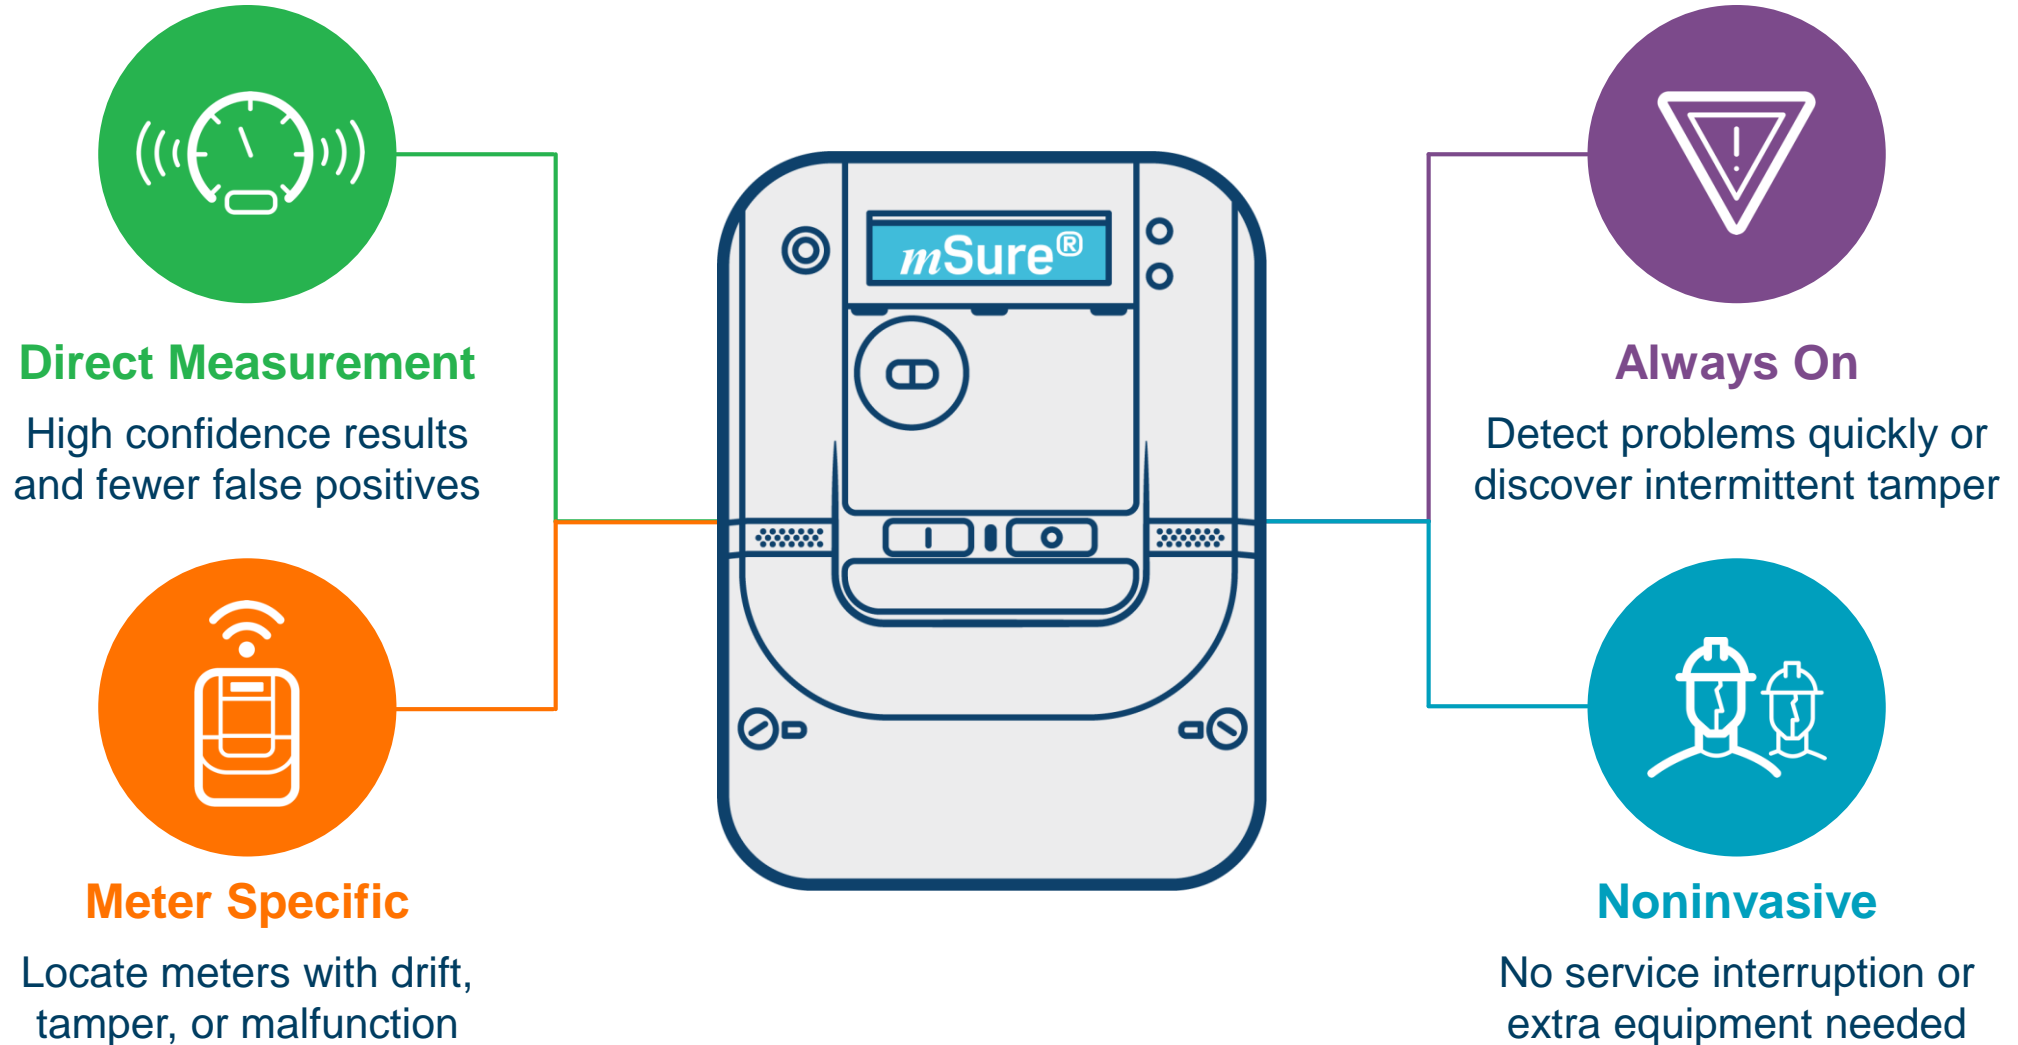 mSure®
Direct Measurement
High confidence results
and fewer false positives
Always On
Detect problems quickly or
discover intermittent tamper
Meter Specific
Locate meters with drift,
tamper, or malfunction
Noninvasive
No service interruption or
extra equipment needed